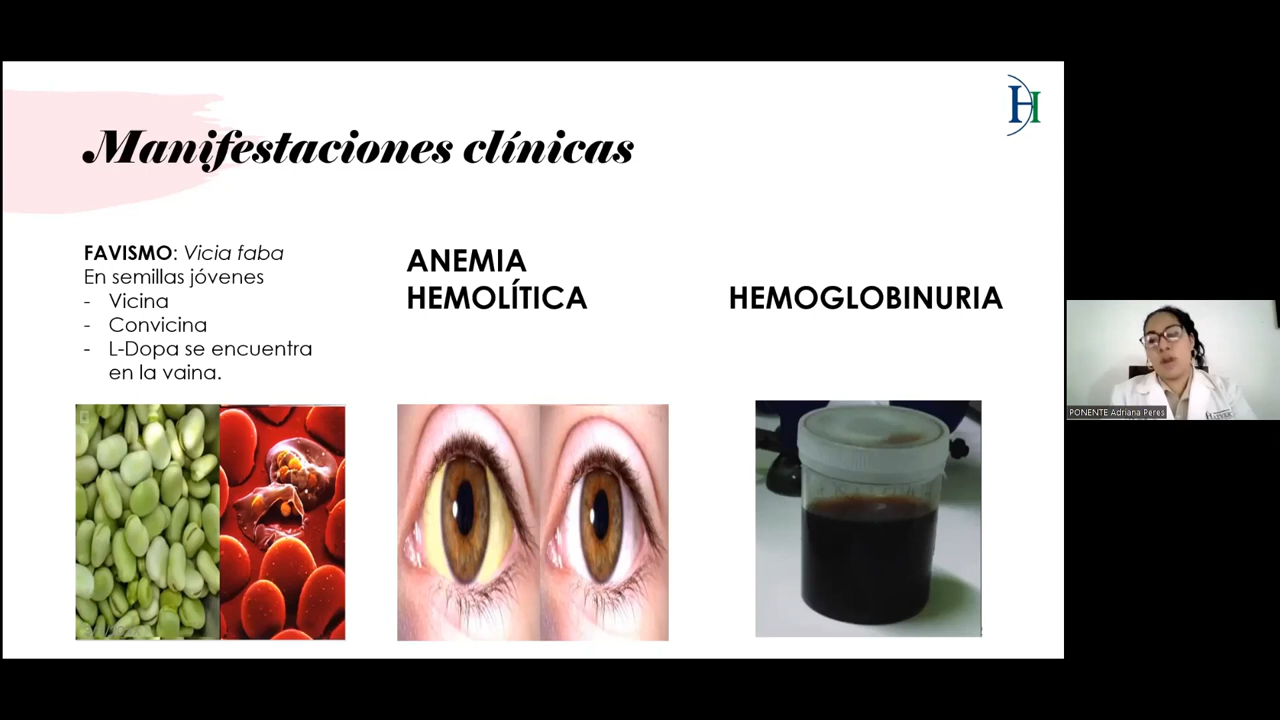 Manifestaciones clínicas
FAVISMO: Vicia faba
En semillas jóvenes
- Vicina
- Convicina
- L-Dopa se encuentra
en la vaina.
ANEMIA
HEMOLÍTICA
HEMOGLOBINURIA
PONENTE Adriana Peres